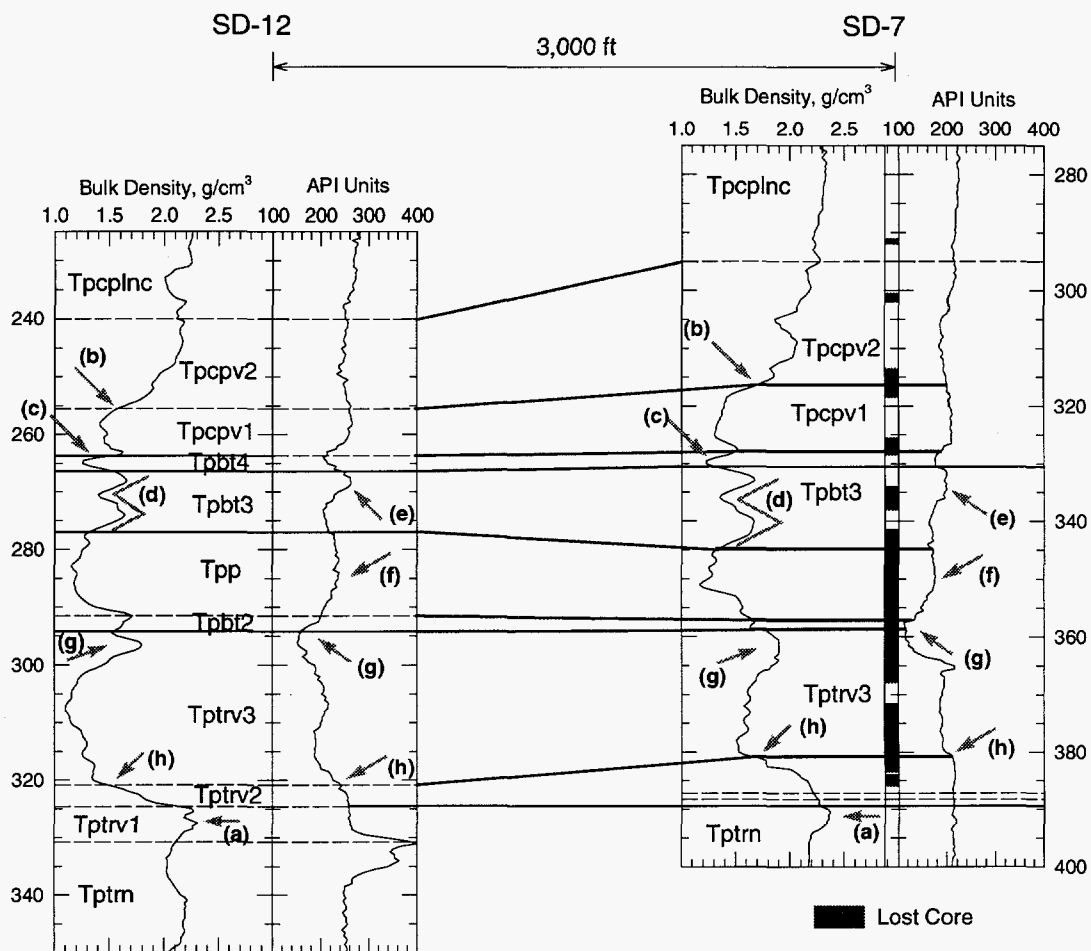 SD-12
SD-7
3,000 ft
Bulk Density, g/cm³
API Units
1.0 1.5 2.0 2.5 100 200 300 400
Bulk Density, g/cm³
API Units
1.0 1.5 2.0 2.5 100 200 300 400
TpcpInc
240
(b)
Tpcpv2
(c)
Tpcpv1
260
Tpbt4
(d)
Tpbt3
(e)
280
Tpp
(f)
Tpbt2
(g)
(g)
300
Tptrv3
(h)
(h)
320
Tptrv2
Tptrv1
(a)
340
Tptrn
TpcpInc
280
300
(b)
Tpcpv2
320
Tpcpv1
(c)
(d)
Tpbt3
(e)
340
(f)
360
(g)
(g)
Tptrv3
(h)
(h)
380
Tptrn
(a)
400
Lost Core